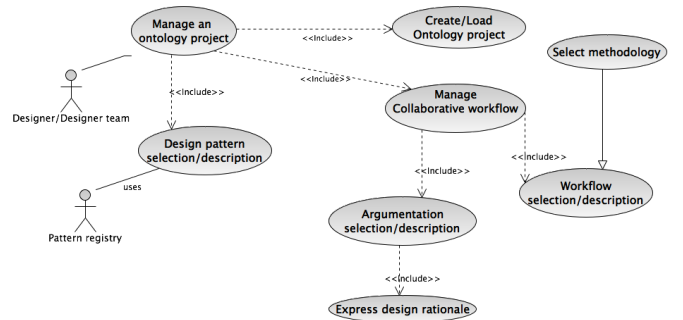 Manage an
ontology project
<<Include>>
Create/Load
Ontology project
Select methodology
Designer/Designer team
<<Include>>
<<Include>>
Manage
Collaborative workflow
Design pattern
selection/description
uses
Pattern registry
<<Include>>
<<Include>>
Workflow
selection/description
Argumentation
selection/description
<<Include>>
Express design rationale